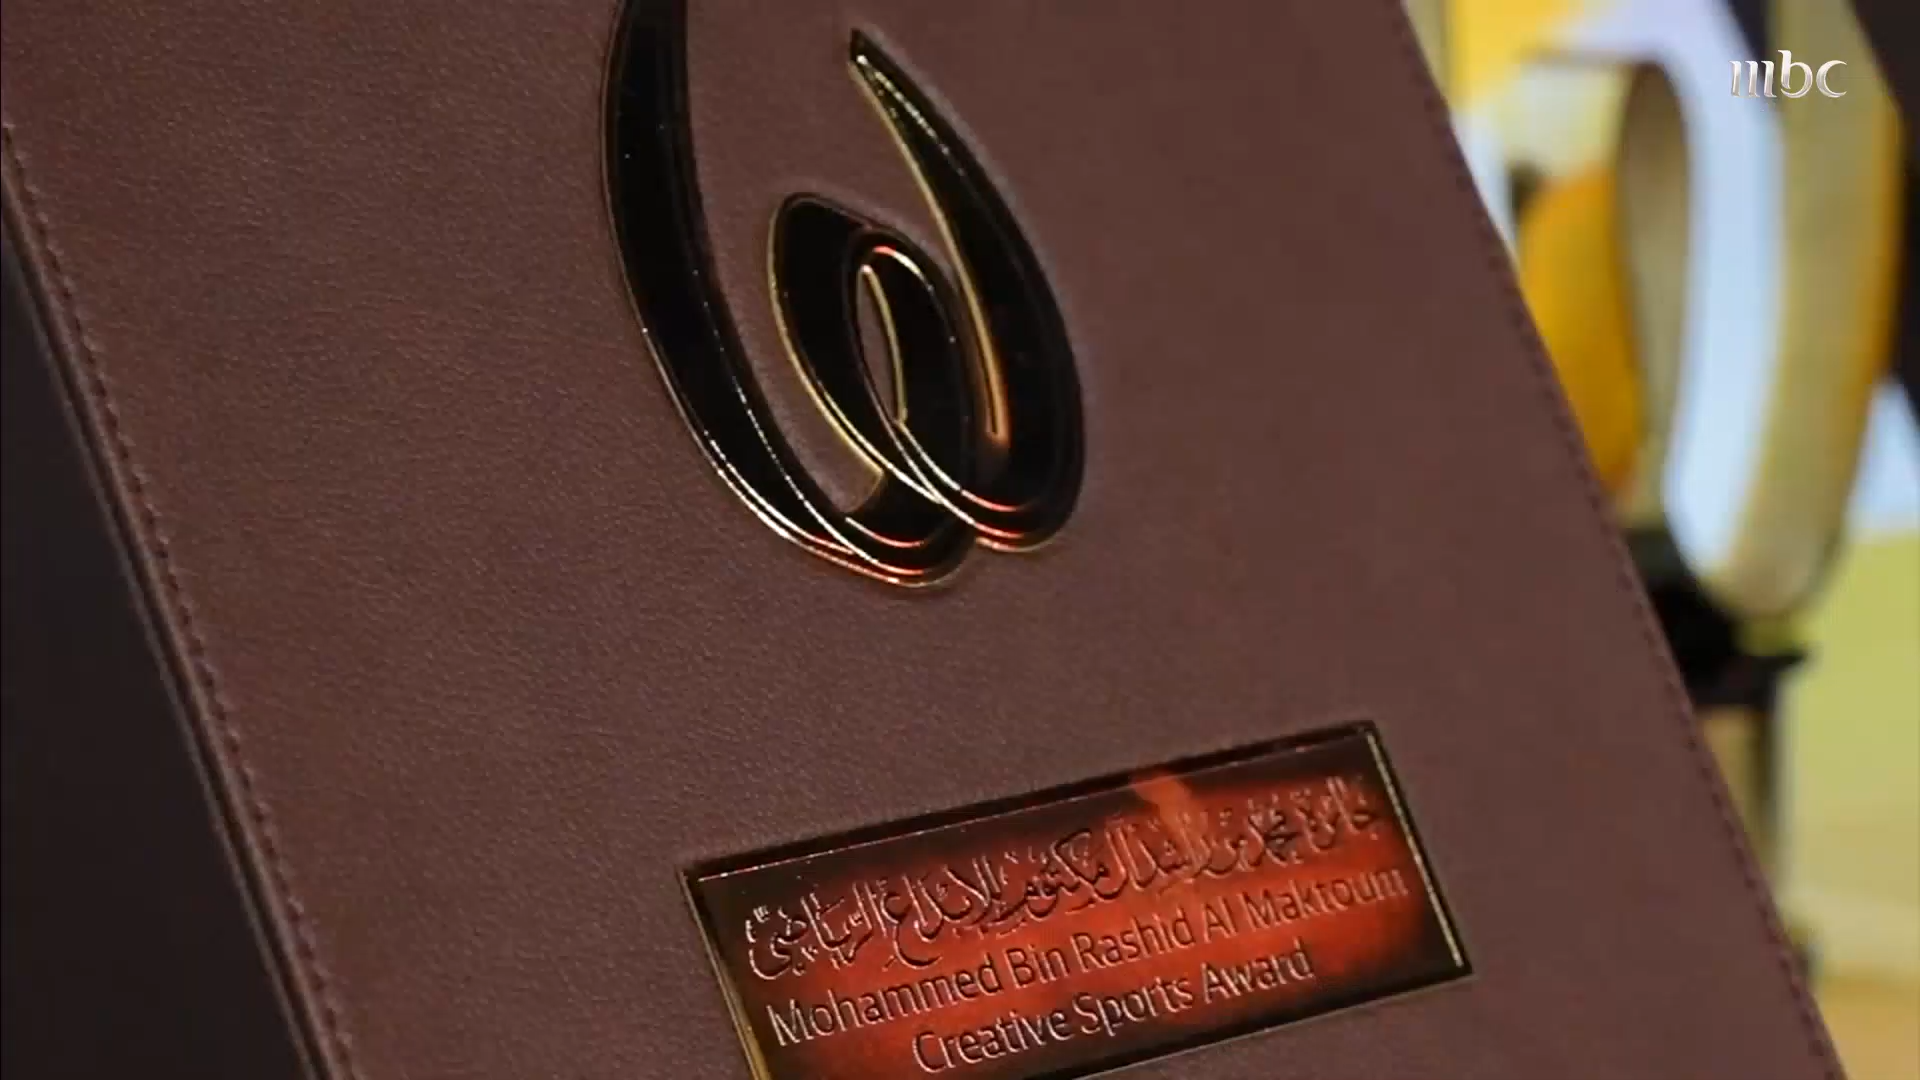 mbc
جائزة محمد بن راشد آل مكتوم للإبداع الرياضي
Mohammed Bin Rashid Al Maktoum
Creative Sports Award